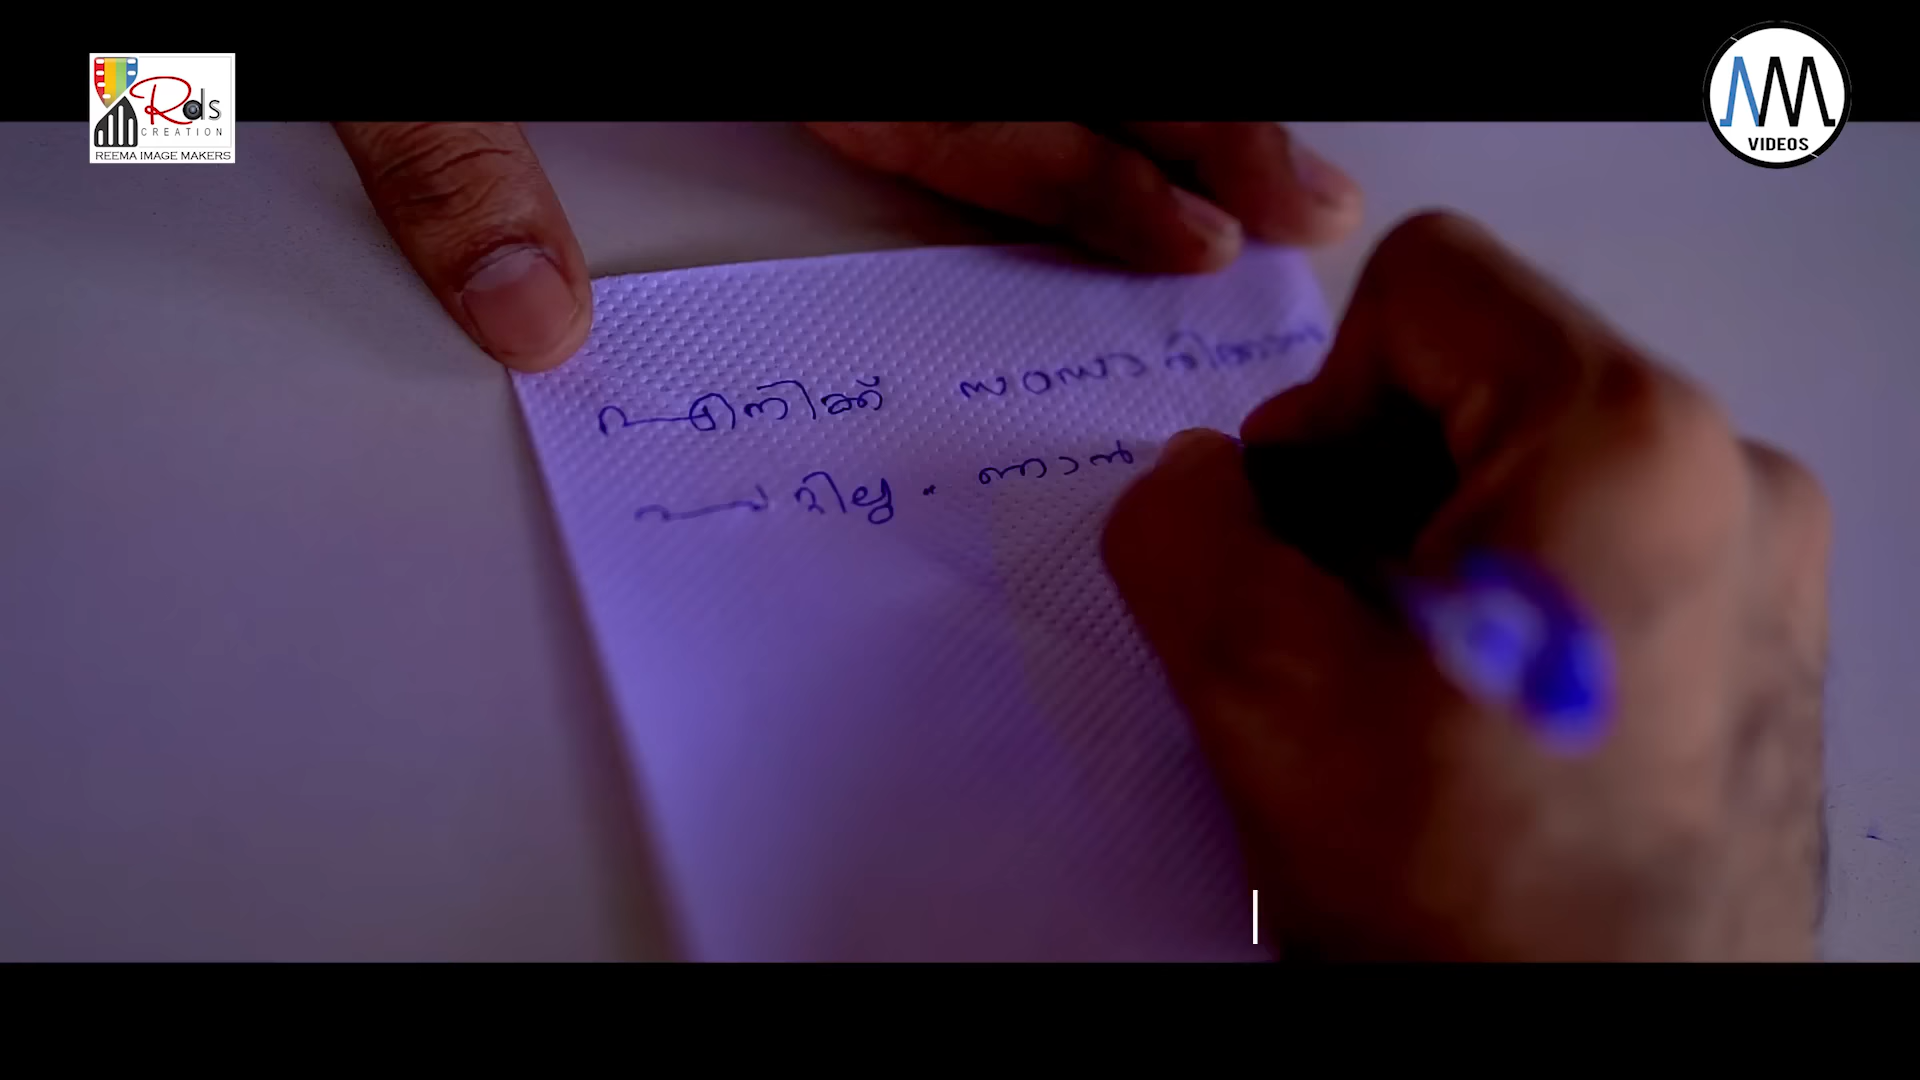 Rds
CREATION
REEMA IMAGE MAKERS
VIDEOS
എനിക്ക് സംസാരിക്കാൻ
പറ്റില്ല. ഞാൻ